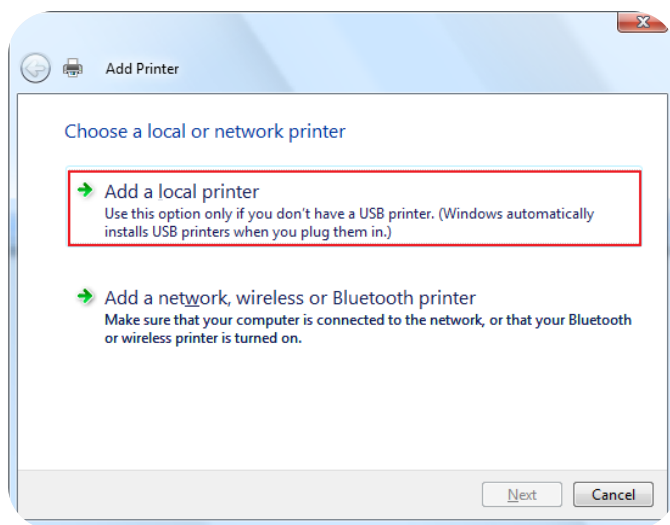 Add Printer
Choose a local or network printer
Add a local printer
Use this option only if you don't have a USB printer. (Windows automatically
installs USB printers when you plug them in.)
Add a network, wireless or Bluetooth printer
Make sure that your computer is connected to the network, or that your Bluetooth
or wireless printer is turned on.
Next Cancel